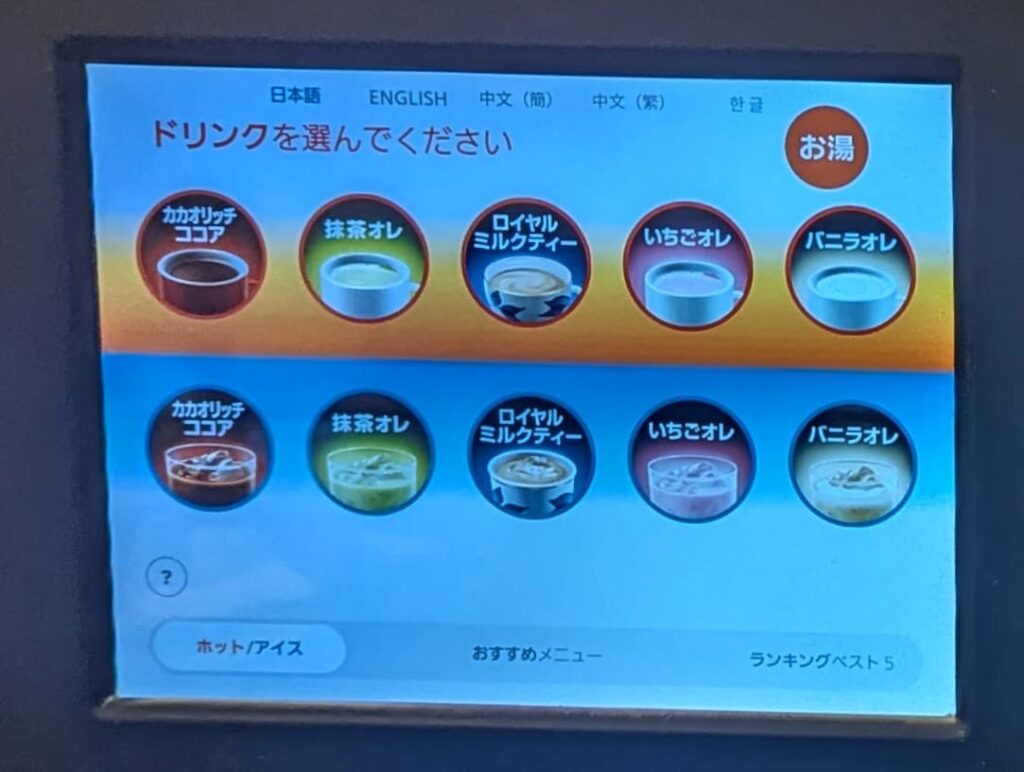 日本語 ENGLISH 中文（簡） 中文（繁） 한글
ドリンクを選んでください
お湯
カカオリッチ
ココア
抹茶オレ
ロイヤル
ミルクティー
いちごオレ
バニラオレ
カカオリッチ
ココア
抹茶オレ
ロイヤル
ミルクティー
いちごオレ
バニラオレ
?
ホット/アイス おすすめメニュー ランキングベスト5